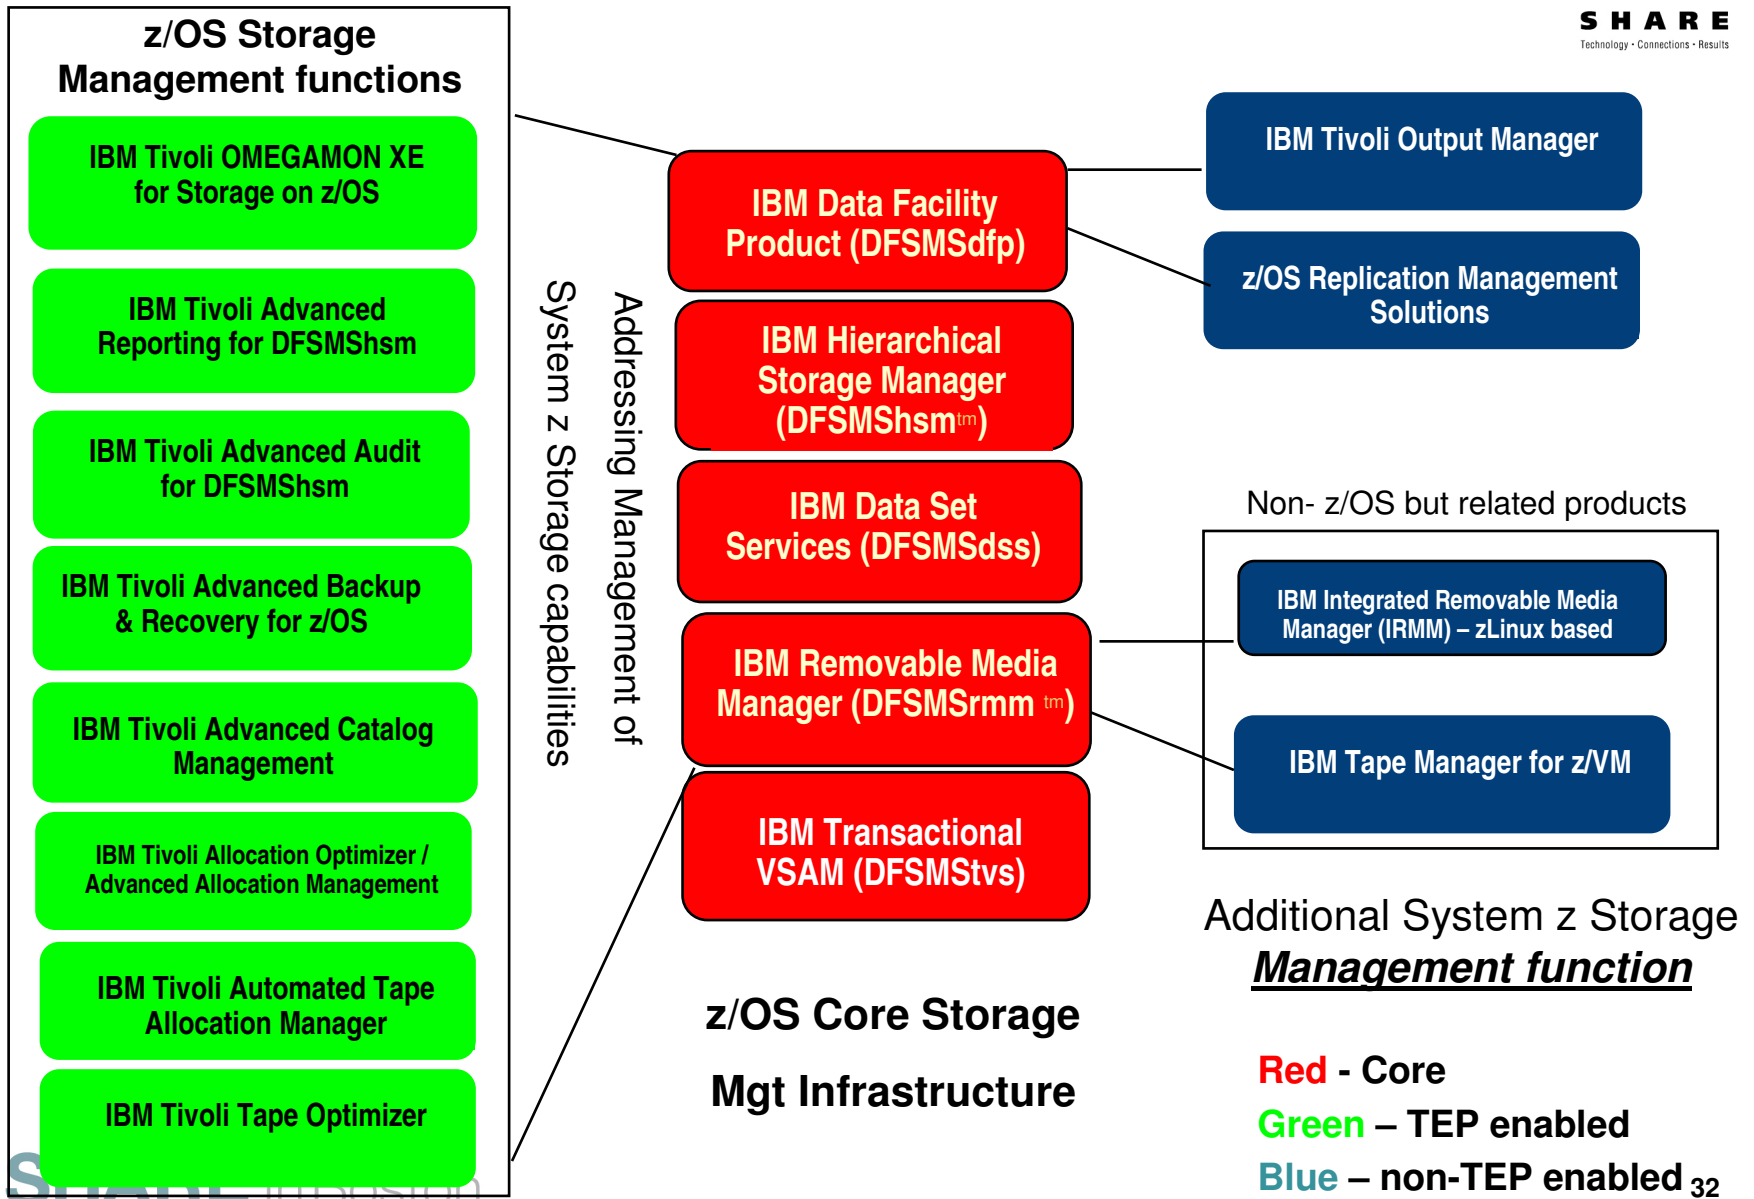 z/OS Storage
Management functions
IBM Tivoli OMEGAMON XE
for Storage on z/OS
IBM Tivoli Advanced
Reporting for DFSMShsm
IBM Tivoli Advanced Audit
for DFSMShsm
IBM Tivoli Advanced Backup
& Recovery for z/OS
IBM Tivoli Advanced Catalog
Management
IBM Tivoli Allocation Optimizer /
Advanced Allocation Management
IBM Tivoli Automated Tape
Allocation Manager
IBM Tivoli Tape Optimizer
SHARE in Boston
Addressing Management of
System z Storage capabilities
IBM Data Facility
Product (DFSMSdfp)
IBM Hierarchical
Storage Manager
(DFSMShsmtm)
IBM Data Set
Services (DFSMSdss)
IBM Removable Media
Manager (DFSMSrmm tm)
IBM Transactional
VSAM (DFSMStvs)
z/OS Core Storage
Mgt Infrastructure
SHARE
Technology · Connections · Results
IBM Tivoli Output Manager
z/OS Replication Management
Solutions
Non- z/OS but related products
IBM Integrated Removable Media
Manager (IRMM) – zLinux based
IBM Tape Manager for z/VM
Additional System z Storage
Management function
Red - Core
Green – TEP enabled
Blue – non-TEP enabled
32